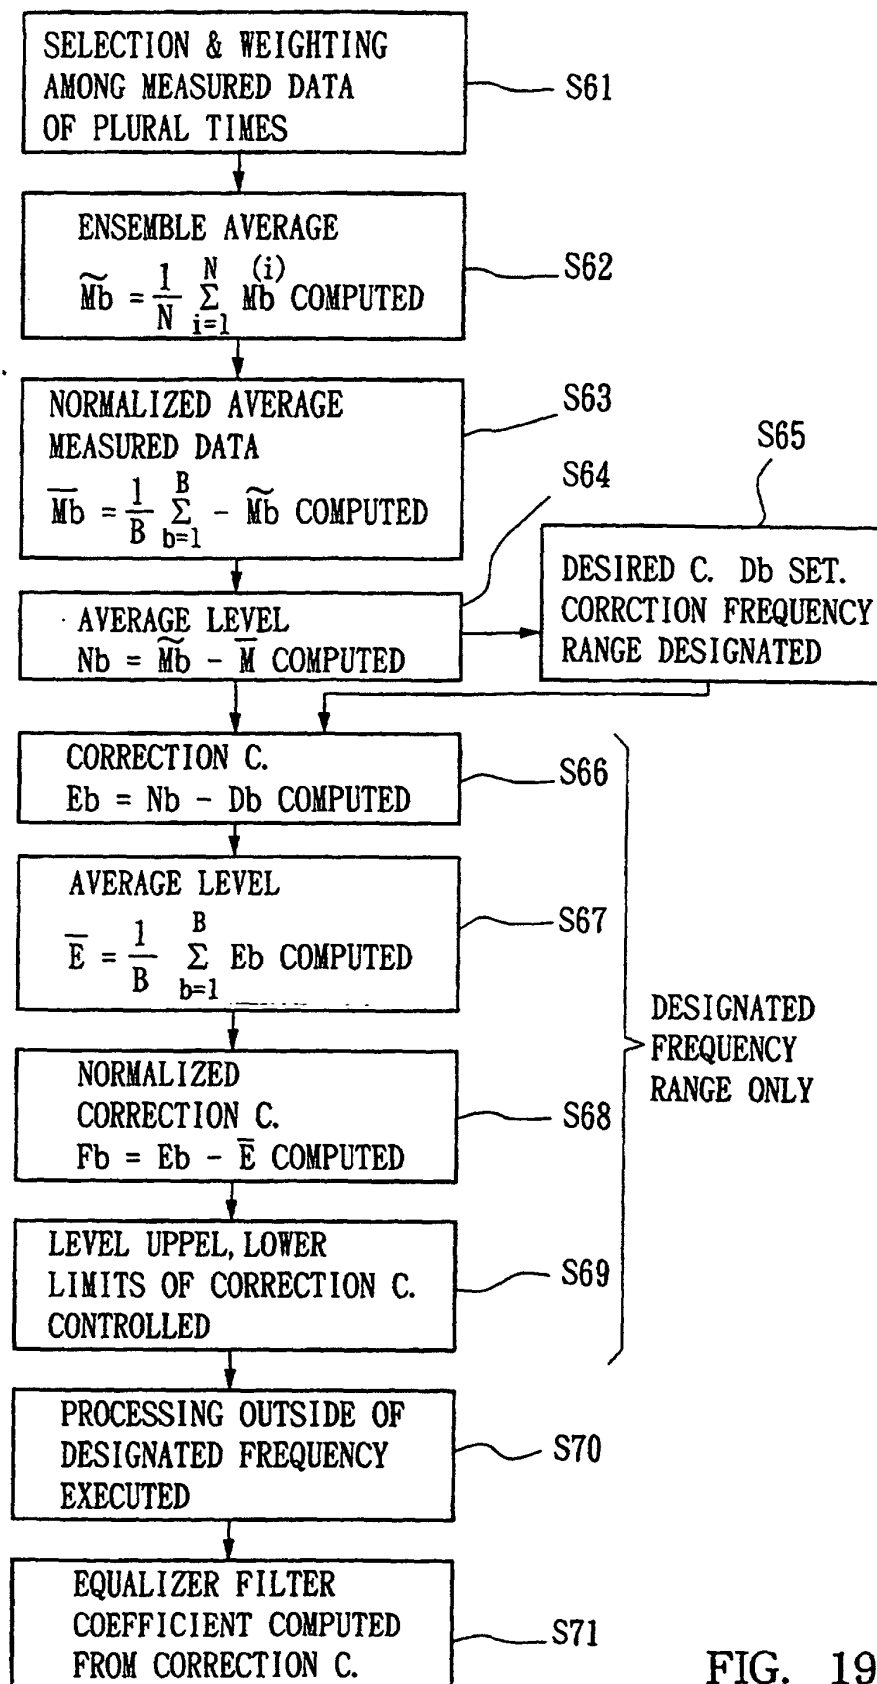 SELECTION & WEIGHTING
AMONG MEASURED DATA
OF PLURAL TIMES
S61
ENSEMBLE AVERAGE
M̃b = 1/N Σ i=1 N Mb (i) COMPUTED
S62
NORMALIZED AVERAGE
MEASURED DATA
M̅b = 1/B Σ b=1 B - M̃b COMPUTED
S63
AVERAGE LEVEL
Nb = M̃b - M̅ COMPUTED
S64
S65
DESIRED C. Db SET.
CORRCTION FREQUENCY
RANGE DESIGNATED
CORRECTION C.
Eb = Nb - Db COMPUTED
S66
AVERAGE LEVEL
E̅ = 1/B Σ b=1 B Eb COMPUTED
S67
NORMALIZED
CORRECTION C.
Fb = Eb - E̅ COMPUTED
S68
LEVEL UPPEL, LOWER
LIMITS OF CORRECTION C.
CONTROLLED
S69
DESIGNATED
FREQUENCY
RANGE ONLY
PROCESSING OUTSIDE OF
DESIGNATED FREQUENCY
EXECUTED
S70
EQUALIZER FILTER
COEFFICIENT COMPUTED
FROM CORRECTION C.
S71
FIG. 19